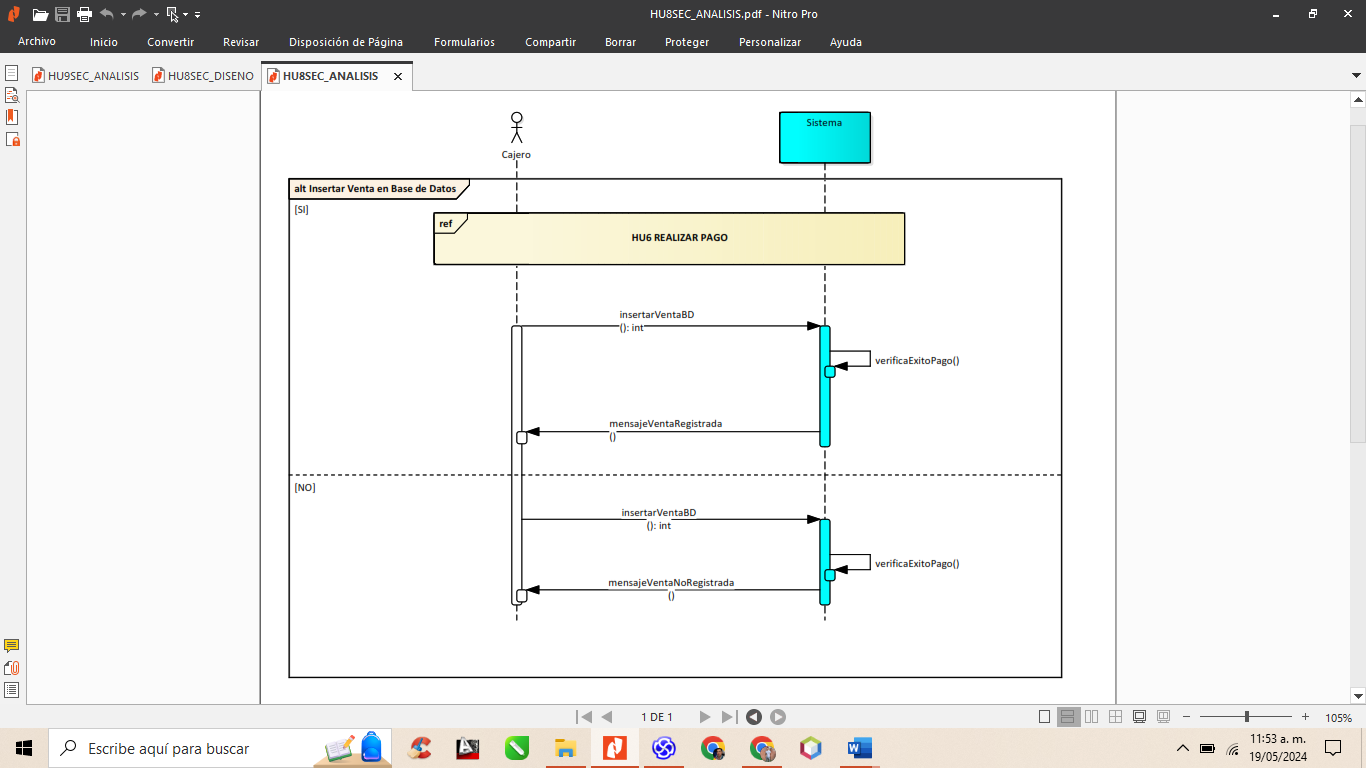 HU8SEC_ANALISIS.pdf - Nitro Pro
Archivo Inicio Convertir Revisar Disposición de Página Formularios Compartir Borrar Proteger Personalizar Ayuda
HU9SEC_ANALISIS HU8SEC_DISENO HU8SEC_ANALISIS
Cajero
Sistema
alt Insertar Venta en Base de Datos
[SI]
ref
HU6 REALIZAR PAGO
insertarVentaBD
(): int
verificaExitoPago()
mensajeVentaRegistrada
()
[NO]
insertarVentaBD
(): int
verificaExitoPago()
mensajeVentaNoRegistrada
()
1 DE 1
105%
Escribe aquí para buscar
11:53 a. m.
19/05/2024